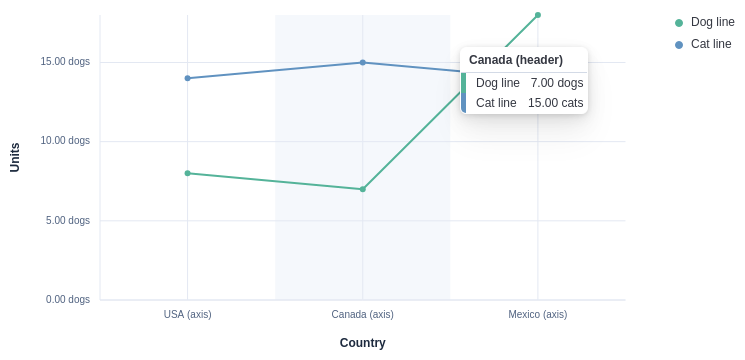 Dog line
Cat line
15.00 dogs
10.00 dogs
5.00 dogs
0.00 dogs
Units
Canada (header)
Dog line 7.00 dogs
Cat line 15.00 cats
USA (axis)
Canada (axis)
Mexico (axis)
Country